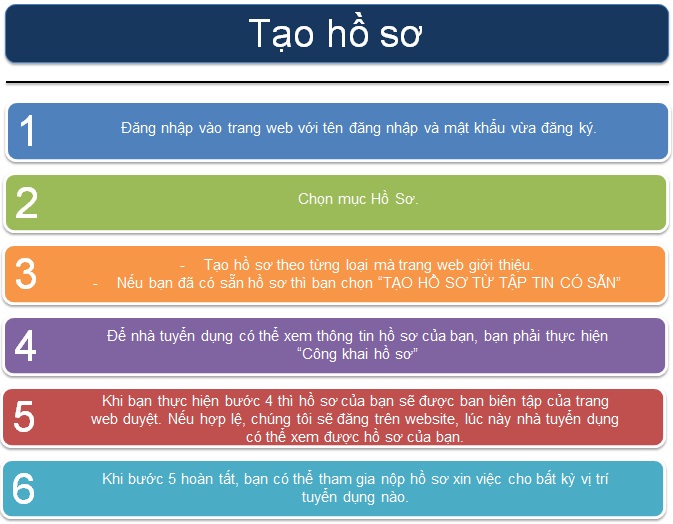 Tạo hồ sơ
1
Đăng nhập vào trang web với tên đăng nhập và mật khẩu vừa đăng ký.
2
Chọn mục Hồ Sơ.
3
- Tạo hồ sơ theo từng loại mà trang web giới thiệu.
- Nếu bạn đã có sẵn hồ sơ thì bạn chọn “TẠO HỒ SƠ TỪ TẬP TIN CÓ SẴN”
4
Để nhà tuyển dụng có thể xem thông tin hồ sơ của bạn, bạn phải thực hiện
“Công khai hồ sơ”
5
Khi bạn thực hiện bước 4 thì hồ sơ của bạn sẽ được ban biên tập của trang
web duyệt. Nếu hợp lệ, chúng tôi sẽ đăng trên website, lúc này nhà tuyển dụng
có thể xem được hồ sơ của bạn.
6
Khi bước 5 hoàn tất, bạn có thể tham gia nộp hồ sơ xin việc cho bất kỳ vị trí
tuyển dụng nào.